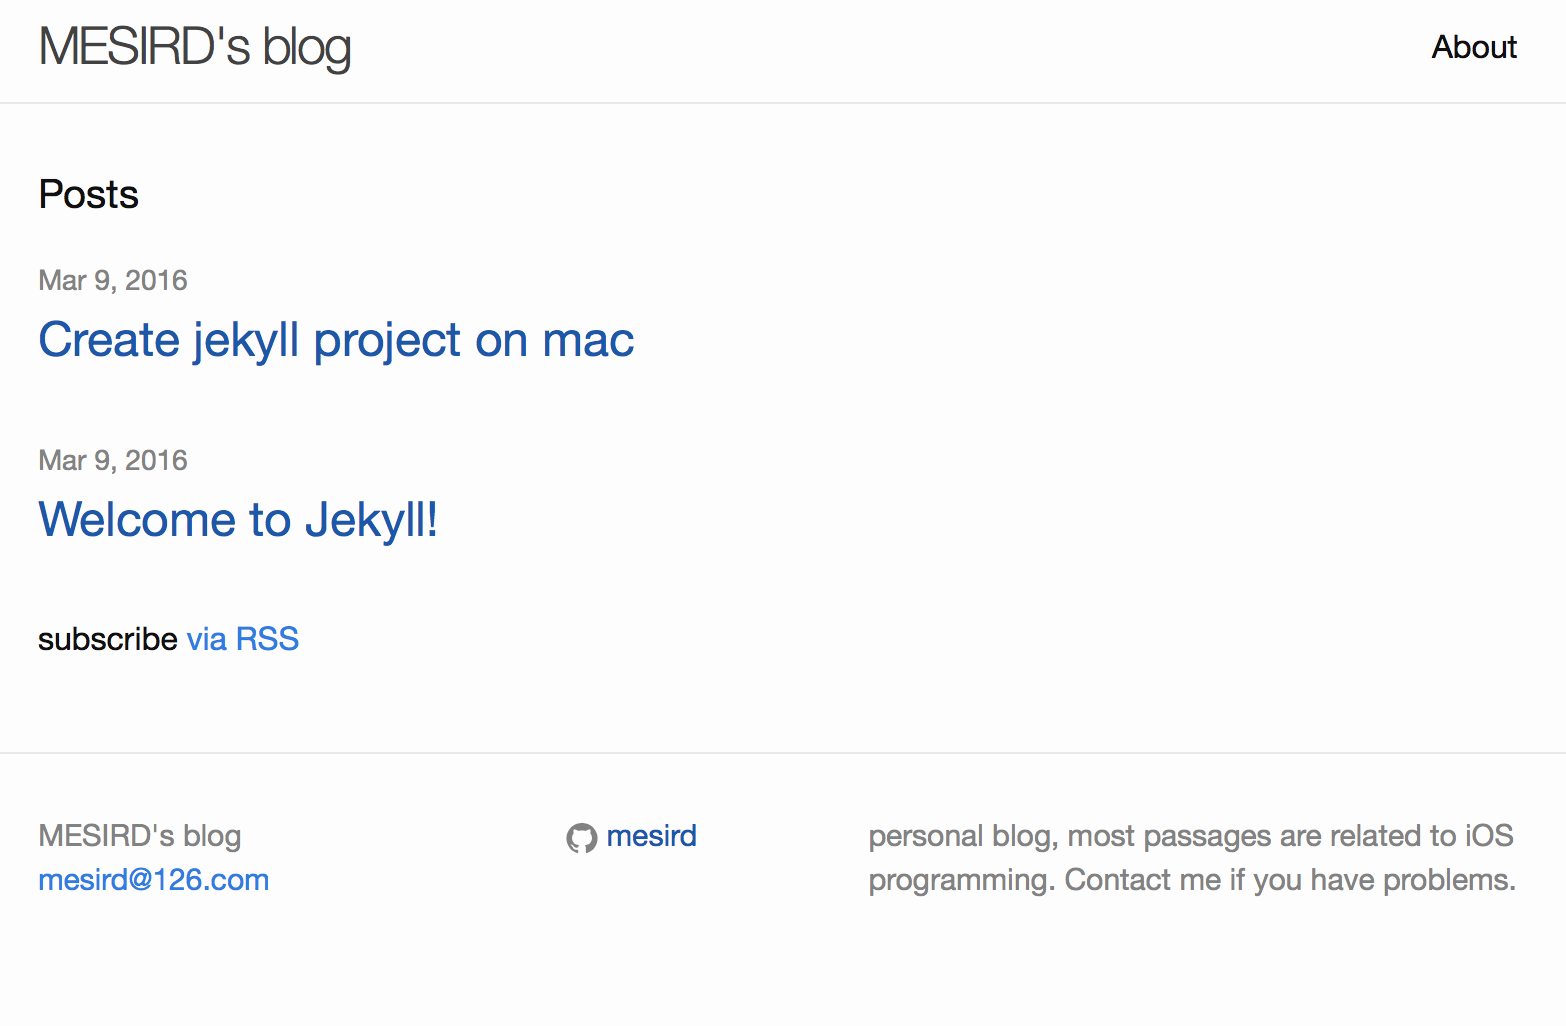 MESIRD's blog
About
Posts
Mar 9, 2016
Create jekyll project on mac
Mar 9, 2016
Welcome to Jekyll!
subscribe via RSS
MESIRD's blog
mesird@126.com
mesird
personal blog, most passages are related to iOS
programming. Contact me if you have problems.